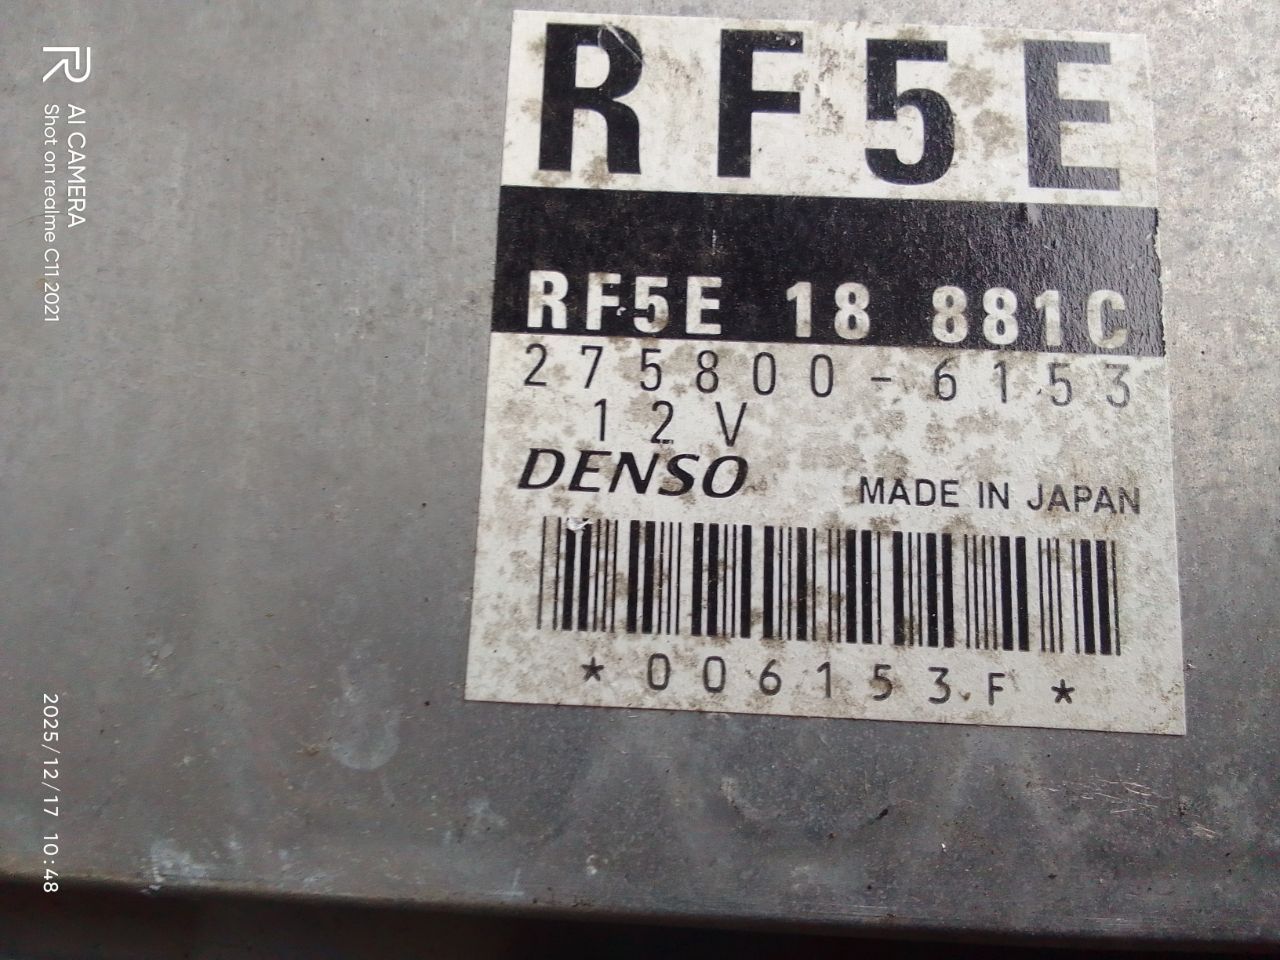 RF5E
RF5E 18 881C
275800-6153
12V
DENSO
MADE IN JAPAN
*006153F*
AI CAMERA
Shot on realme C11 2021
2025/12/17 10:48